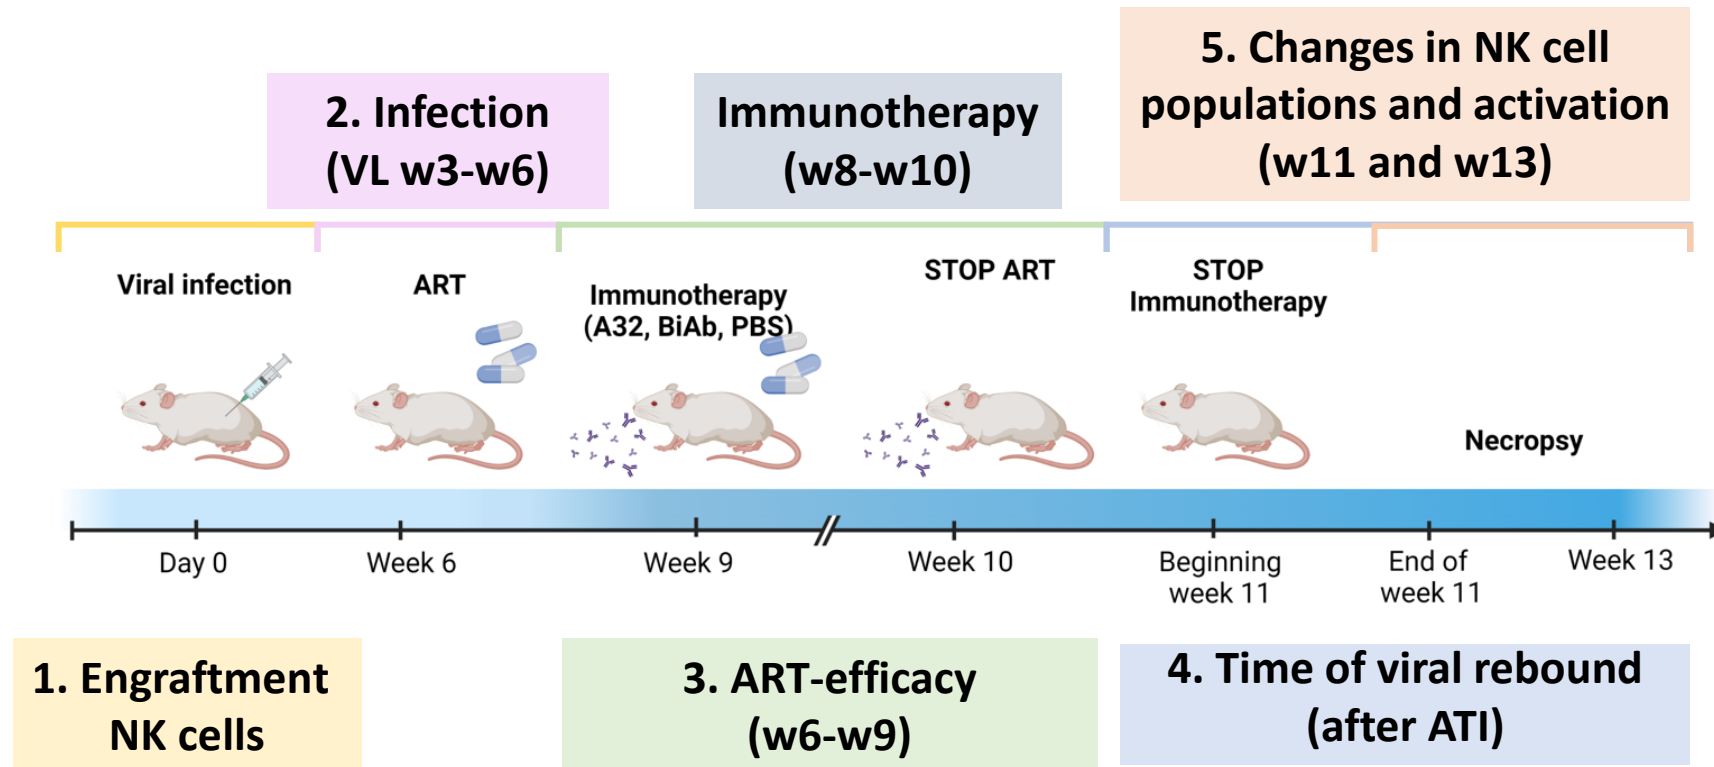 2. Infection
(VL w3-w6)
Immunotherapy
(w8-w10)
5. Changes in NK cell
populations and activation
(w11 and w13)
Viral infection
ART
Immunotherapy
(A32, BiAb, PBS)
STOP ART
STOP
Immunotherapy
Necropsy
Day 0
Week 6
Week 9
Week 10
Beginning
week 11
End of
week 11
Week 13
1. Engraftment
NK cells
3. ART-efficacy
(w6-w9)
4. Time of viral rebound
(after ATI)